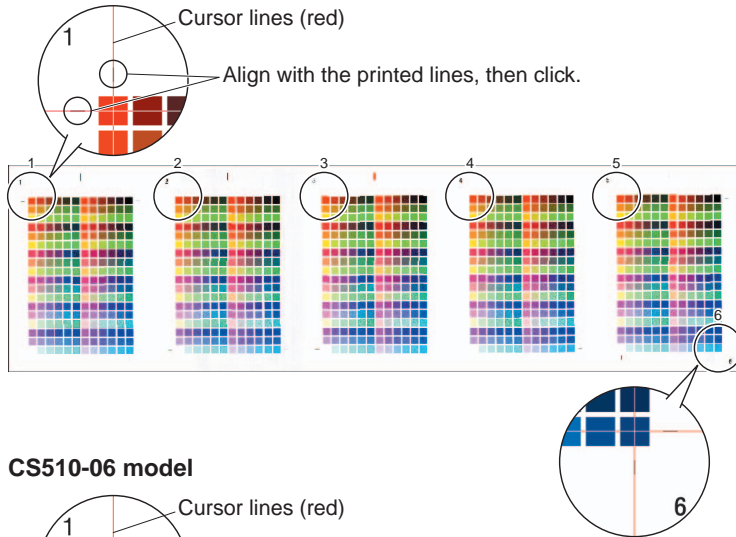 1
Cursor lines (red)
Align with the printed lines, then click.
1 2 3 4 5
1
6
6
CS510-06 model
Cursor lines (red)
1